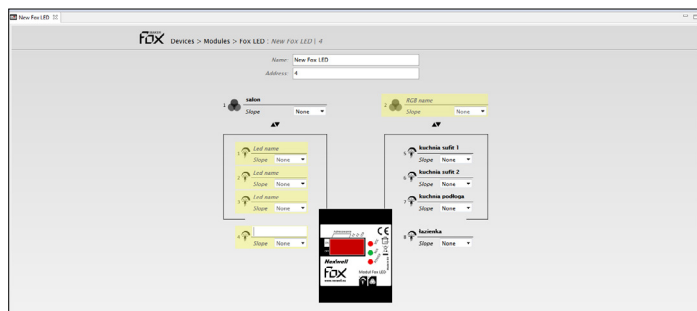 New Fox LED
FOX Devices > Modules > Fox LED | New Fox LED | 4
Name New Fox LED
Address 4
1 salon
Slope None
2 RGB name
Slope None
1 Led name
Slope None
2 Led name
Slope None
3 Led name
Slope None
4
Slope None
5 kuchnia sufit 1
Slope None
6 kuchnia sufit 2
Slope None
7 kuchnia podłoga
Slope None
8 łazienka
Slope None
CE
Nexwell
FOX
Moduł Fox LED